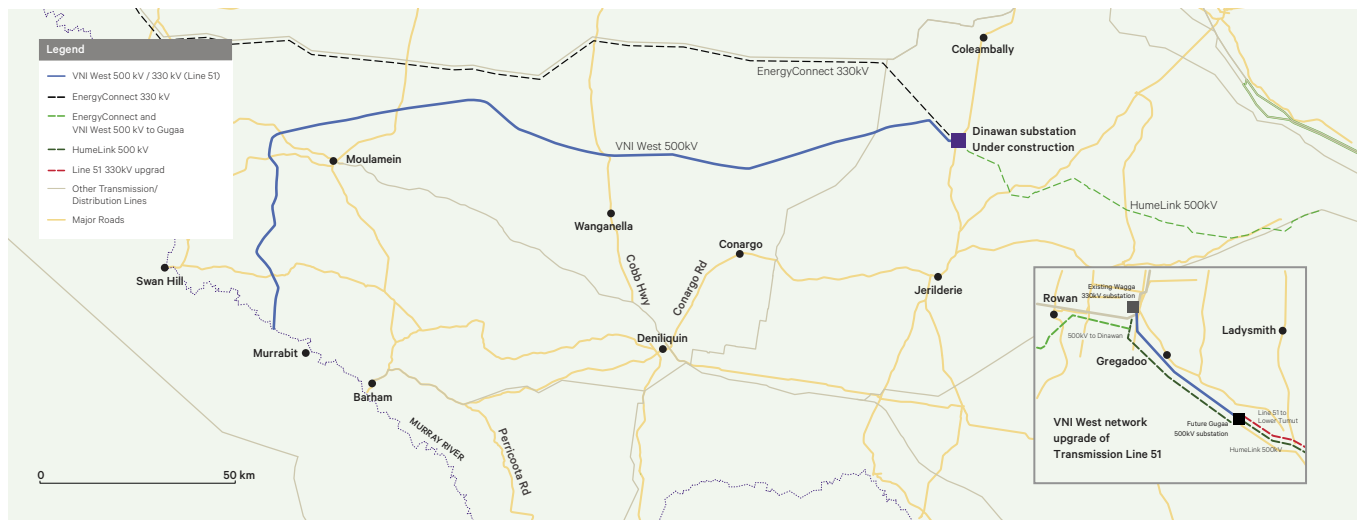 Legend
VNI West 500 kV / 330 kV (Line 51)
EnergyConnect 330 kV
EnergyConnect and
VNI West 500 kV to Gugaa
HumeLink 500 kV
Line 51 330kV upgrad
Other Transmission/
Distribution Lines
Major Roads
Coleambally
EnergyConnect 330kV
Dinawan substation
Under construction
VNI West 500kV
Moulamein
HumeLink 500kV
Wanganella
Conargo
Cobb Hwy
Conargo Rd
Swan Hill
Jerilderie
Murrabit
Deniliquin
Barham
MURRAY RIVER
Perricoota Rd
0
50 km
Existing Wagga
330kV substation
Rowan
Ladysmith
500kV to Dinawan
Gregadoo
Line 51 to
Lower Tumut
Future Gugaa
500kV substation
HumeLink 500kV
VNI West network
upgrade of
Transmission Line 51